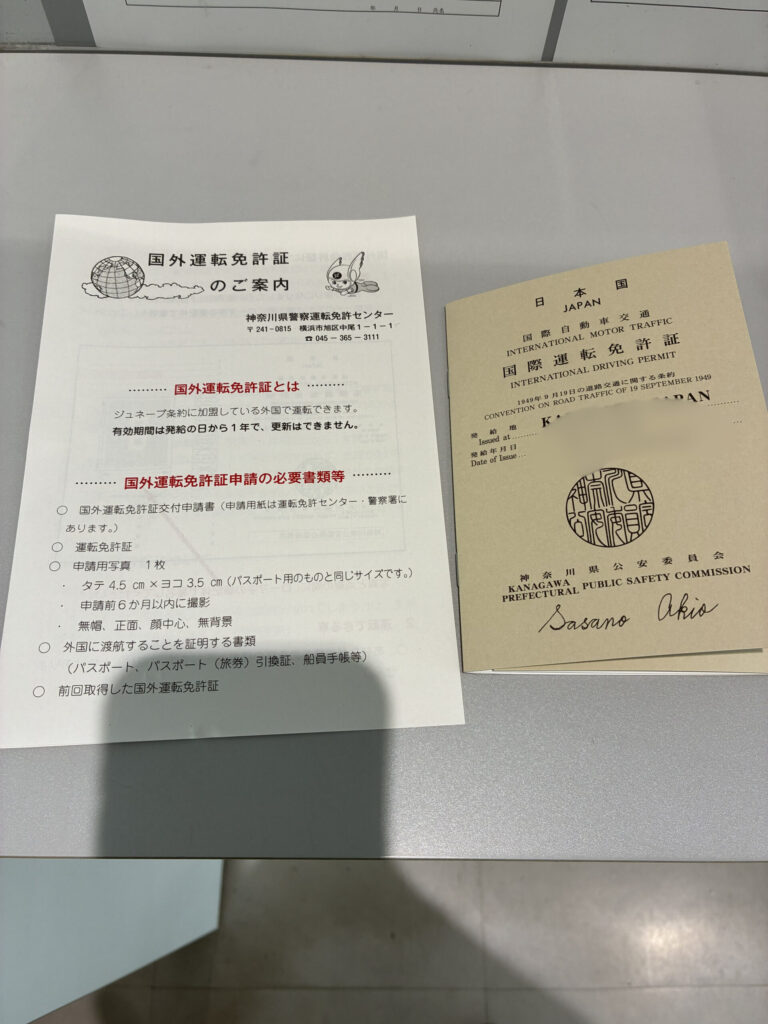 年 月 日 氏名
国外運転免許証
のご案内
神奈川県警察運転免許センター
〒241-0815 横浜市旭区中尾1-1-1
☎ 045-365-3111
……… 国外運転免許証とは ………
ジュネーブ条約に加盟している外国で運転できます。
有効期間は発給の日から1年で、更新はできません。
……… 国外運転免許証申請の必要書類等 ………
○ 国外運転免許証交付申請書(申請用紙は運転免許センター・警察署に
あります。)
○ 運転免許証
○ 申請用写真 1枚
・ タテ 4.5 ㎝ × ヨコ 3.5 ㎝ (パスポート用のものと同じサイズです。)
・ 申請前6か月以内に撮影
・ 無帽、正面、顔中心、無背景
○ 外国に渡航することを証明する書類
(パスポート、パスポート(旅券)引換証、船員手帳等)
○ 前回取得した国外運転免許証
日本国
JAPAN
国際自動車交通
INTERNATIONAL MOTOR TRAFFIC
国際運転免許証
INTERNATIONAL DRIVING PERMIT
1949年9月19日の道路交通に関する条約
CONVENTION ON ROAD TRAFFIC OF 19 SEPTEMBER 1949
発給地
Issued at
発給年月日
Date of Issue
神奈川県公安委員会
KANAGAWA
PREFECTURAL PUBLIC SAFETY COMMISSION
Sasano Akio